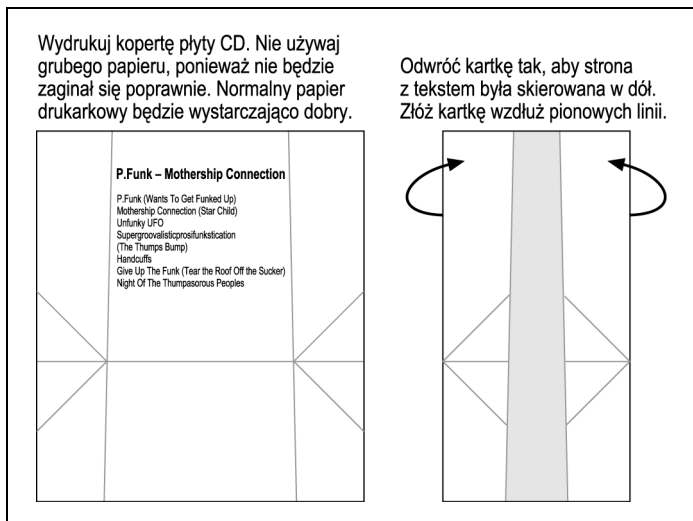 Wydrukuj kopertę płyty CD. Nie używaj
grubego papieru, ponieważ nie będzie
zaginał się poprawnie. Normalny papier
drukarkowy będzie wystarczająco dobry.
P.Funk – Mothership Connection
P.Funk (Wants To Get Funked Up)
Mothership Connection (Star Child)
Unfunky UFO
Supergroovalisticprosifunkstication
(The Thumps Bump)
Handcuffs
Give Up The Funk (Tear the Roof Off the Sucker)
Night Of The Thumpasorous Peoples
Odwróć kartkę tak, aby strona
z tekstem była skierowana w dół.
Złóż kartkę wzdłuż pionowych linii.